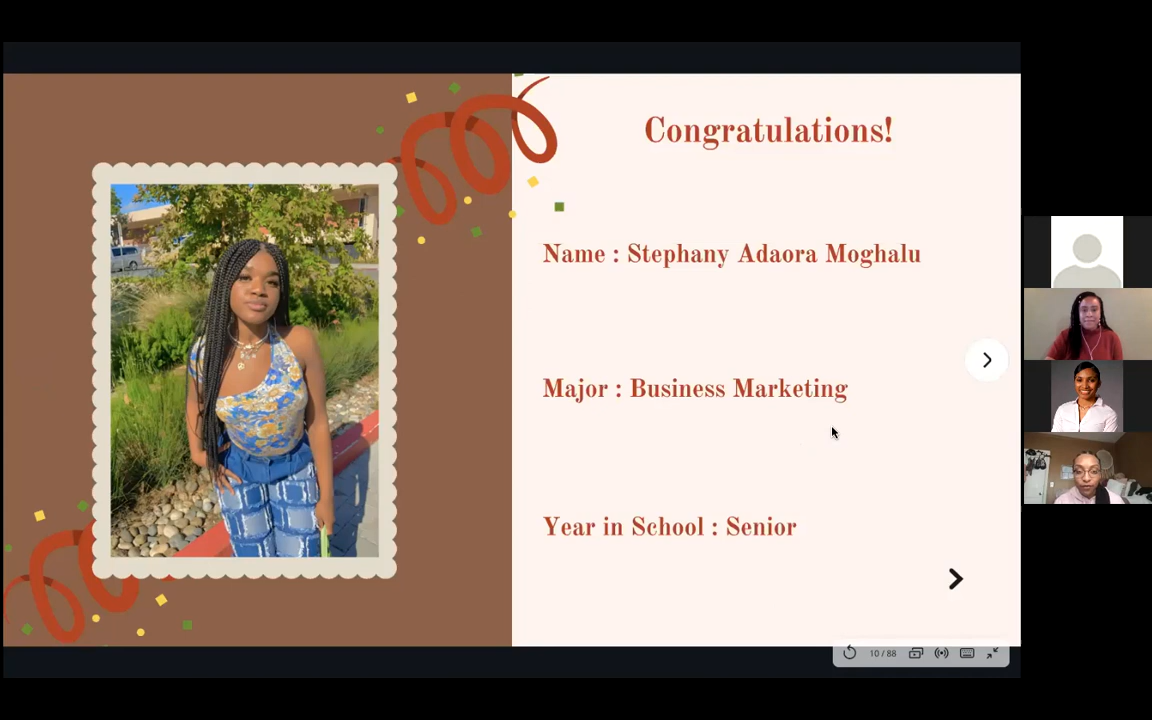 Congratulations!
Name : Stephany Adaora Moghalu
Major : Business Marketing
Year in School : Senior
10 / 88